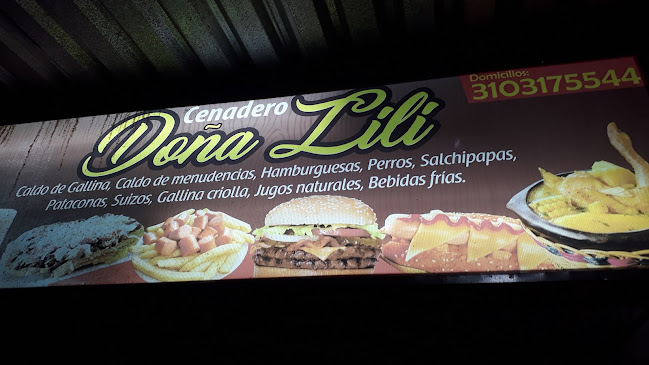 Domicilios:
3103175544
Cenadero
Doña Lili
Caldo de Gallina, Caldo de menudencias, Hamburguesas, Perros, Salchipapas,
Pataconas, Suizos, Gallina criolla, Jugos naturales, Bebidas frías.